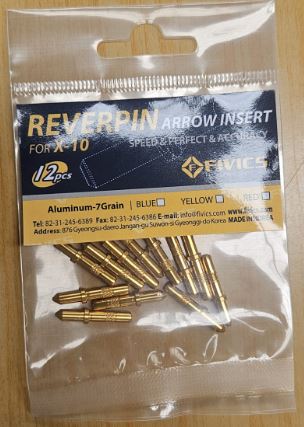 REVERPIN ARROW INSERT
FOR X-10 SPEED & PERFECT & ACCURACY
12pcs
F FIVICS
Aluminum-7Grain | BLUE | YELLOW | RED
Tel: 82-31-245-6389 Fax: 82-31-245-6386 E-mail: info@fivics.com
Address: 876 Gyeongsu-daero Jangan-gu Suwon-si Gyeonggi-do Korea MADE IN KOREA